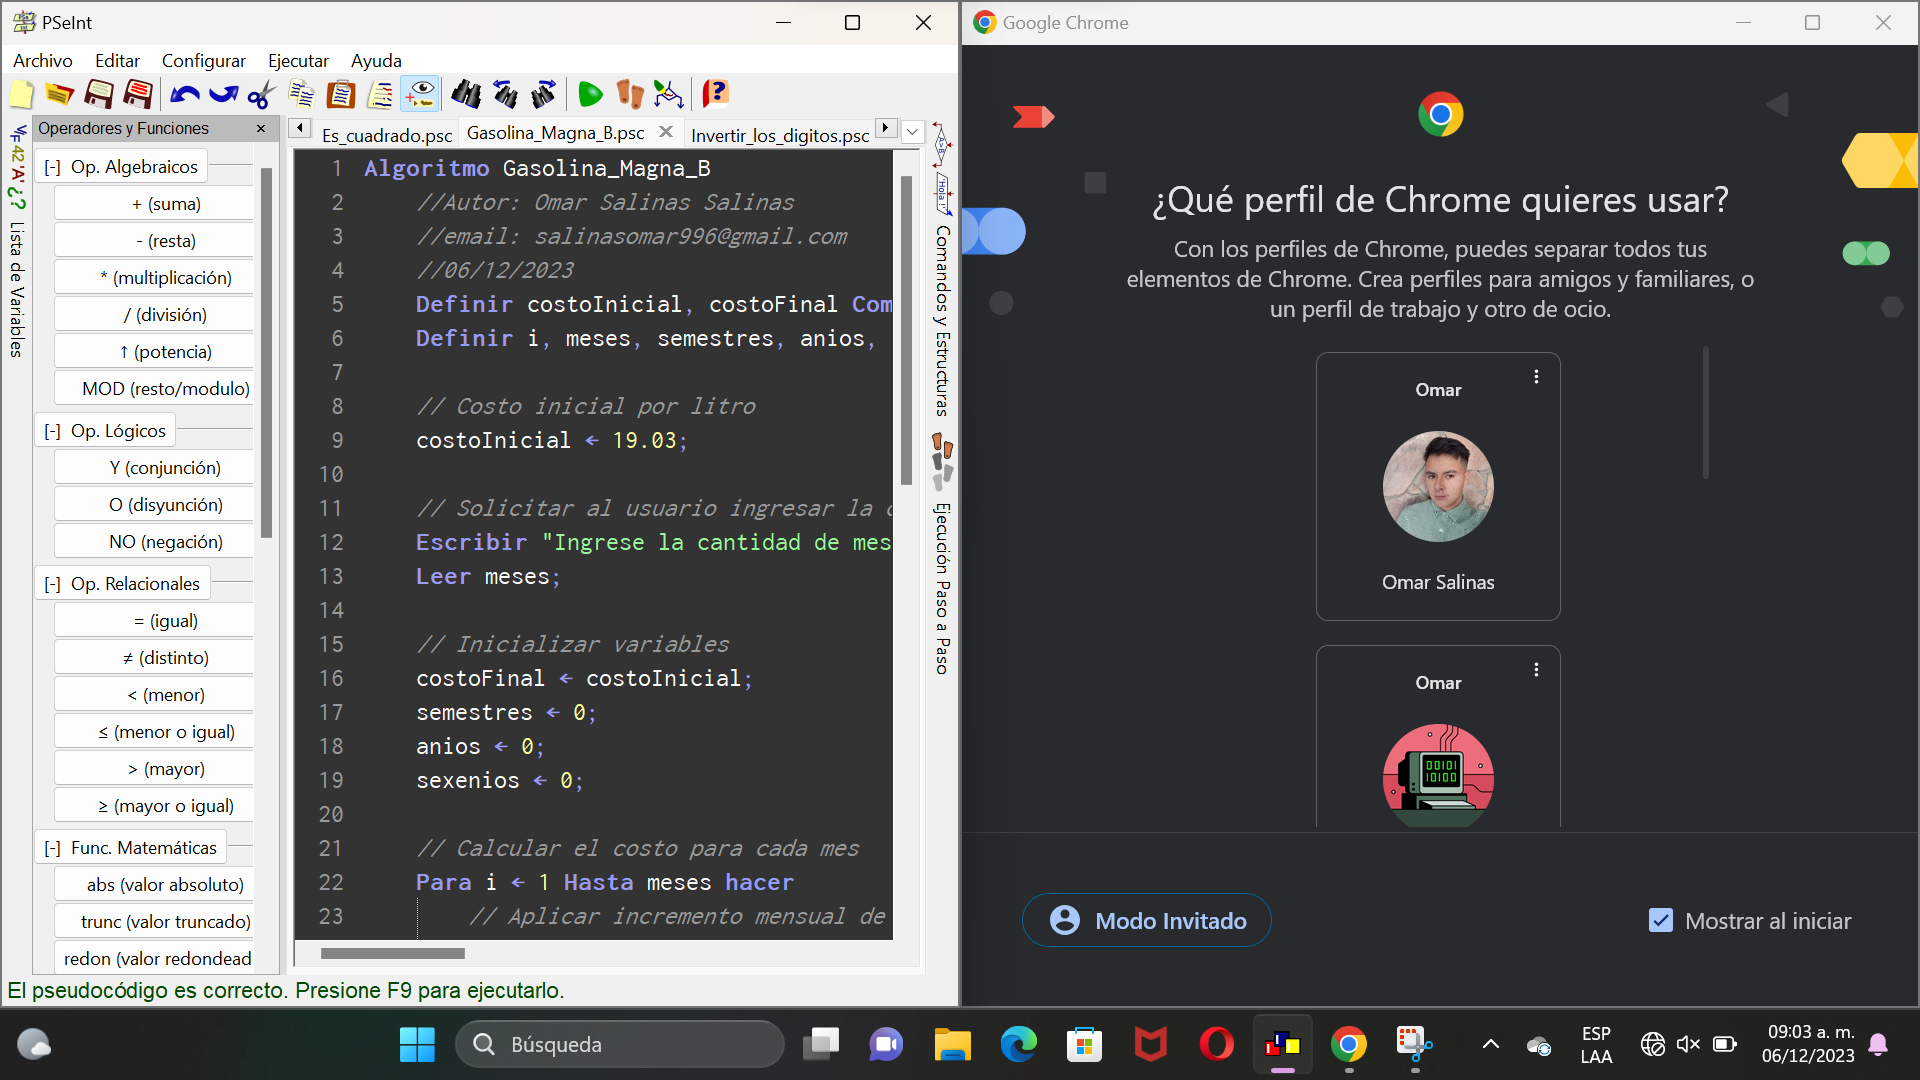 PSeInt
Archivo Editar Configurar Ejecutar Ayuda
Operadores y Funciones
Es_cuadrado.psc Gasolina_Magna_B.psc Invertir_los_digitos.psc
Lista de Variables
[-] Op. Algebraicos
+ (suma)
- (resta)
* (multiplicación)
/ (división)
↑ (potencia)
MOD (resto/modulo)
[-] Op. Lógicos
Y (conjunción)
O (disyunción)
NO (negación)
[-] Op. Relacionales
= (igual)
≠ (distinto)
< (menor)
≤ (menor o igual)
> (mayor)
≥ (mayor o igual)
[-] Func. Matemáticas
abs (valor absoluto)
trunc (valor truncado)
redon (valor redondead
1 Algoritmo Gasolina_Magna_B
2 //Autor: Omar Salinas Salinas
3 //email: salinasomar996@gmail.com
4 //06/12/2023
5 Definir costoInicial, costoFinal Com
6 Definir i, meses, semestres, anios,
7
8 // Costo inicial por litro
9 costoInicial ← 19.03;
10
11 // Solicitar al usuario ingresar la c
12 Escribir "Ingrese la cantidad de mes
13 Leer meses;
14
15 // Inicializar variables
16 costoFinal ← costoInicial;
17 semestres ← 0;
18 anios ← 0;
19 sexenios ← 0;
20
21 // Calcular el costo para cada mes
22 Para i ← 1 Hasta meses hacer
23 // Aplicar incremento mensual de
Comandos y Estructuras
Ejecución Paso a Paso
El pseudocódigo es correcto. Presione F9 para ejecutarlo.
Google Chrome
¿Qué perfil de Chrome quieres usar?
Con los perfiles de Chrome, puedes separar todos tus
elementos de Chrome. Crea perfiles para amigos y familiares, o
un perfil de trabajo y otro de ocio.
Omar
Omar Salinas
Omar
00101
10100
Modo Invitado
Mostrar al iniciar
Búsqueda
ESP
LAA
09:03 a. m.
06/12/2023